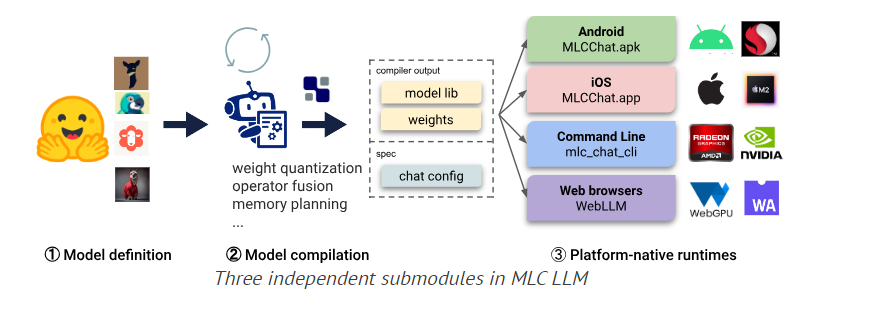 Android
MLCChat.apk
compiler output
model lib
weights
iOS
MLCChat.app
M2
Command Line
mlc_chat_cli
RADEON
GRAPHICS
AMD
NVIDIA
weight quantization
operator fusion
memory planning
...
spec
chat config
Web browsers
WebLLM
WebGPU
WA
① Model definition
② Model compilation
③ Platform-native runtimes
Three independent submodules in MLC LLM